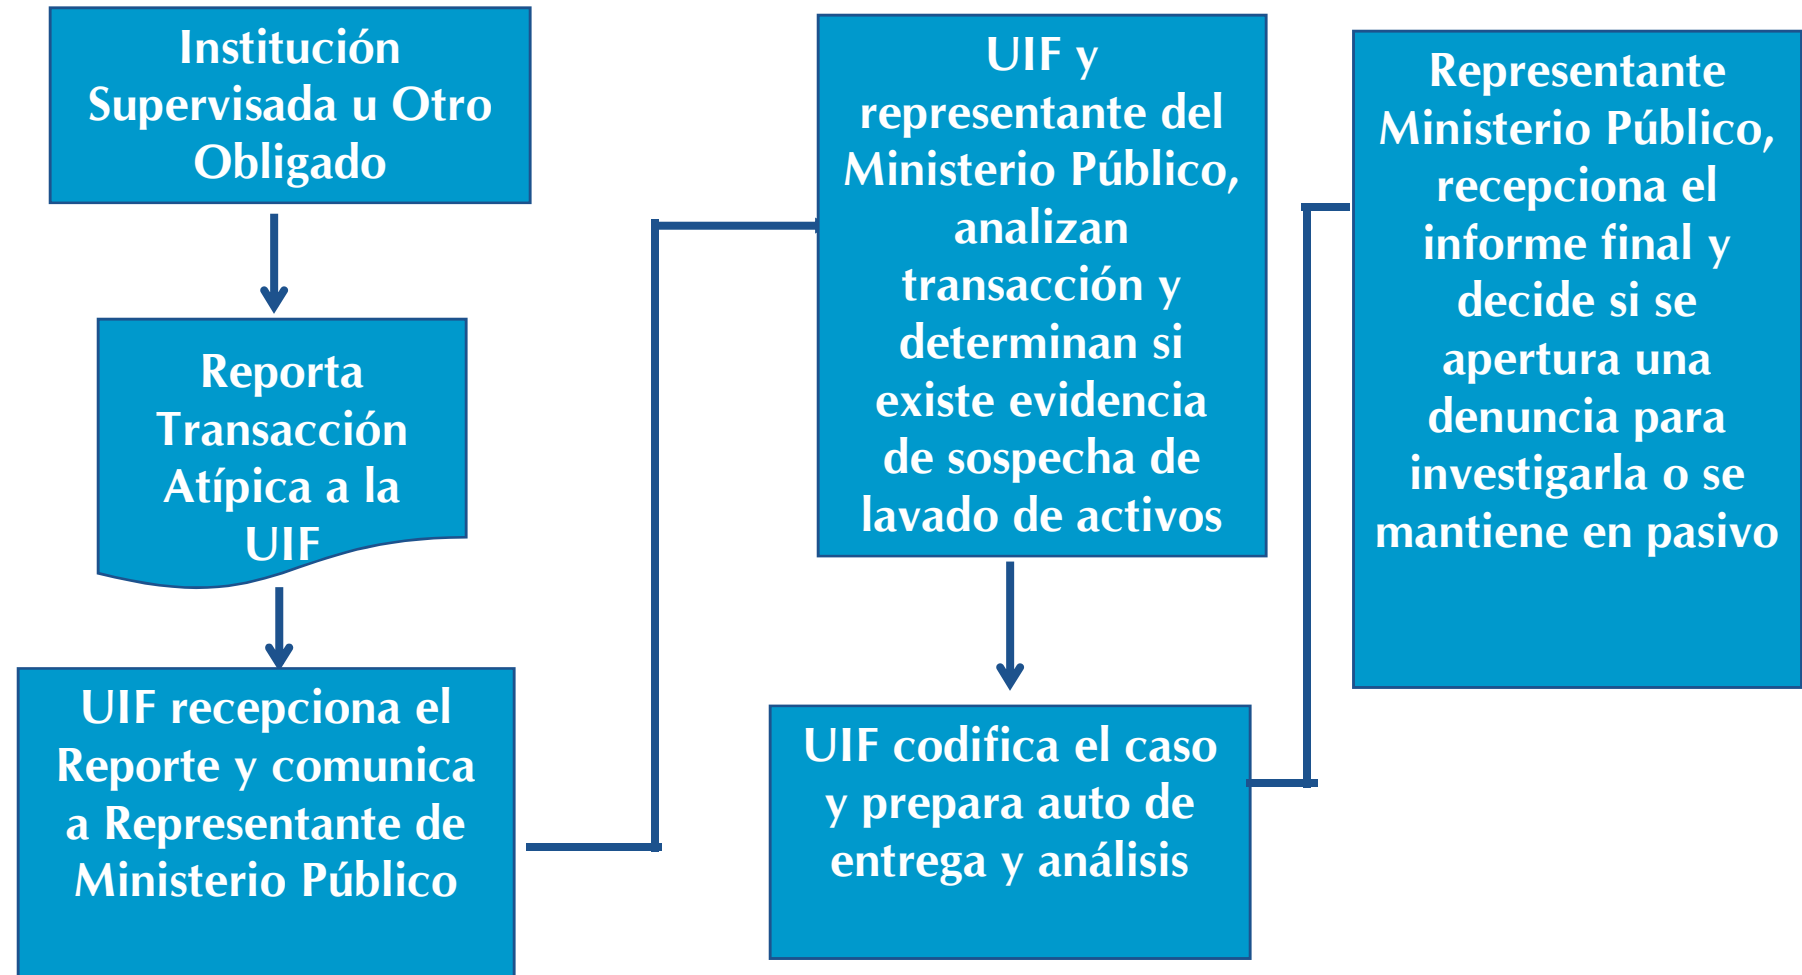 Institución
Supervisada u Otro
Obligado
Reporta
Transacción
Atípica a la
UIF
UIF recepciona el
Reporte y comunica
a Representante de
Ministerio Público
UIF y
representante del
Ministerio Público,
analizan
transacción y
determinan si
existe evidencia
de sospecha de
lavado de activos
UIF codifica el caso
y prepara auto de
entrega y análisis
Representante
Ministerio Público,
recepciona el
informe final y
decide si se
apertura una
denuncia para
investigarla o se
mantiene en pasivo